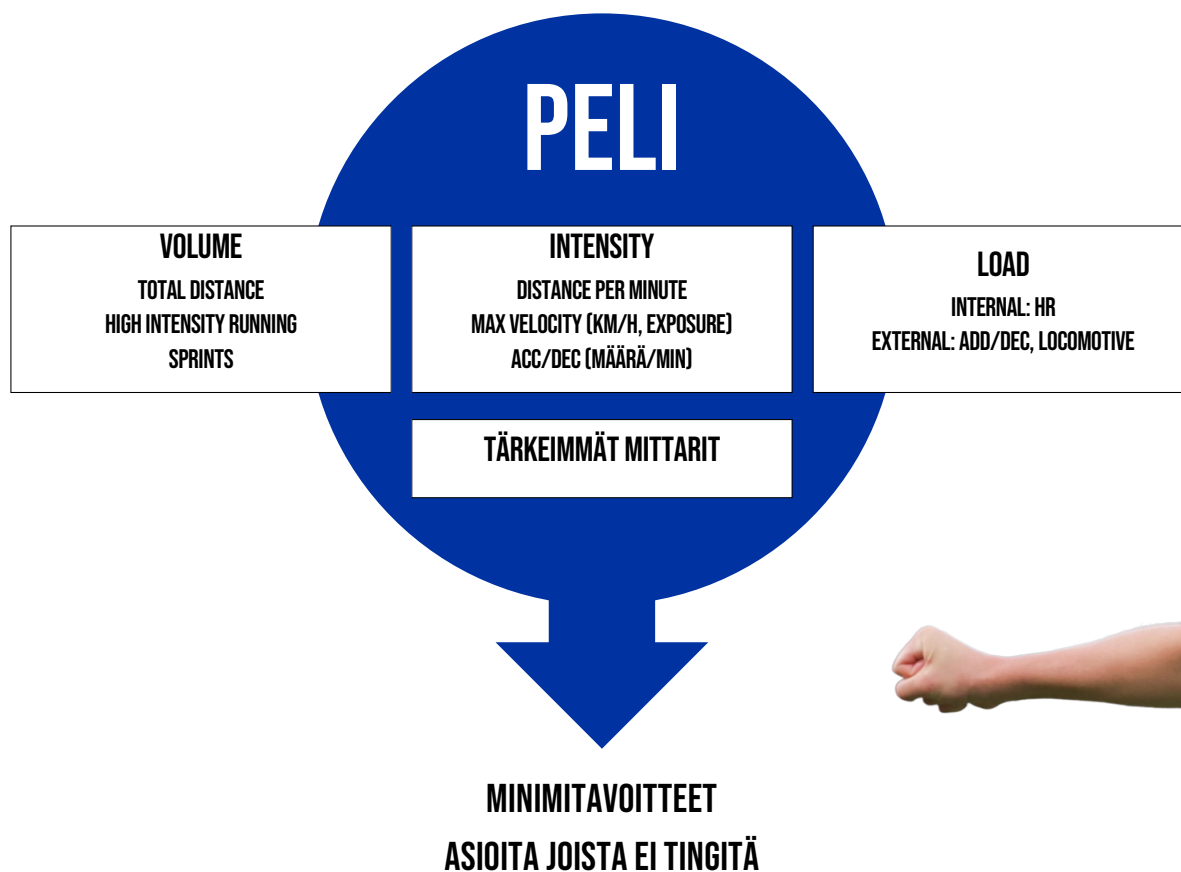 PELI
VOLUME
TOTAL DISTANCE
HIGH INTENSITY RUNNING
SPRINTS
INTENSITY
DISTANCE PER MINUTE
MAX VELOCITY (KM/H, EXPOSURE)
ACC/DEC (MÄÄRÄ/MIN)
LOAD
INTERNAL: HR
EXTERNAL: ADD/DEC, LOCOMOTIVE
TÄRKEIMMÄT MITTARIT
MINIMITAVOITTEET
ASIOITA JOISTA EI TINGITÄ